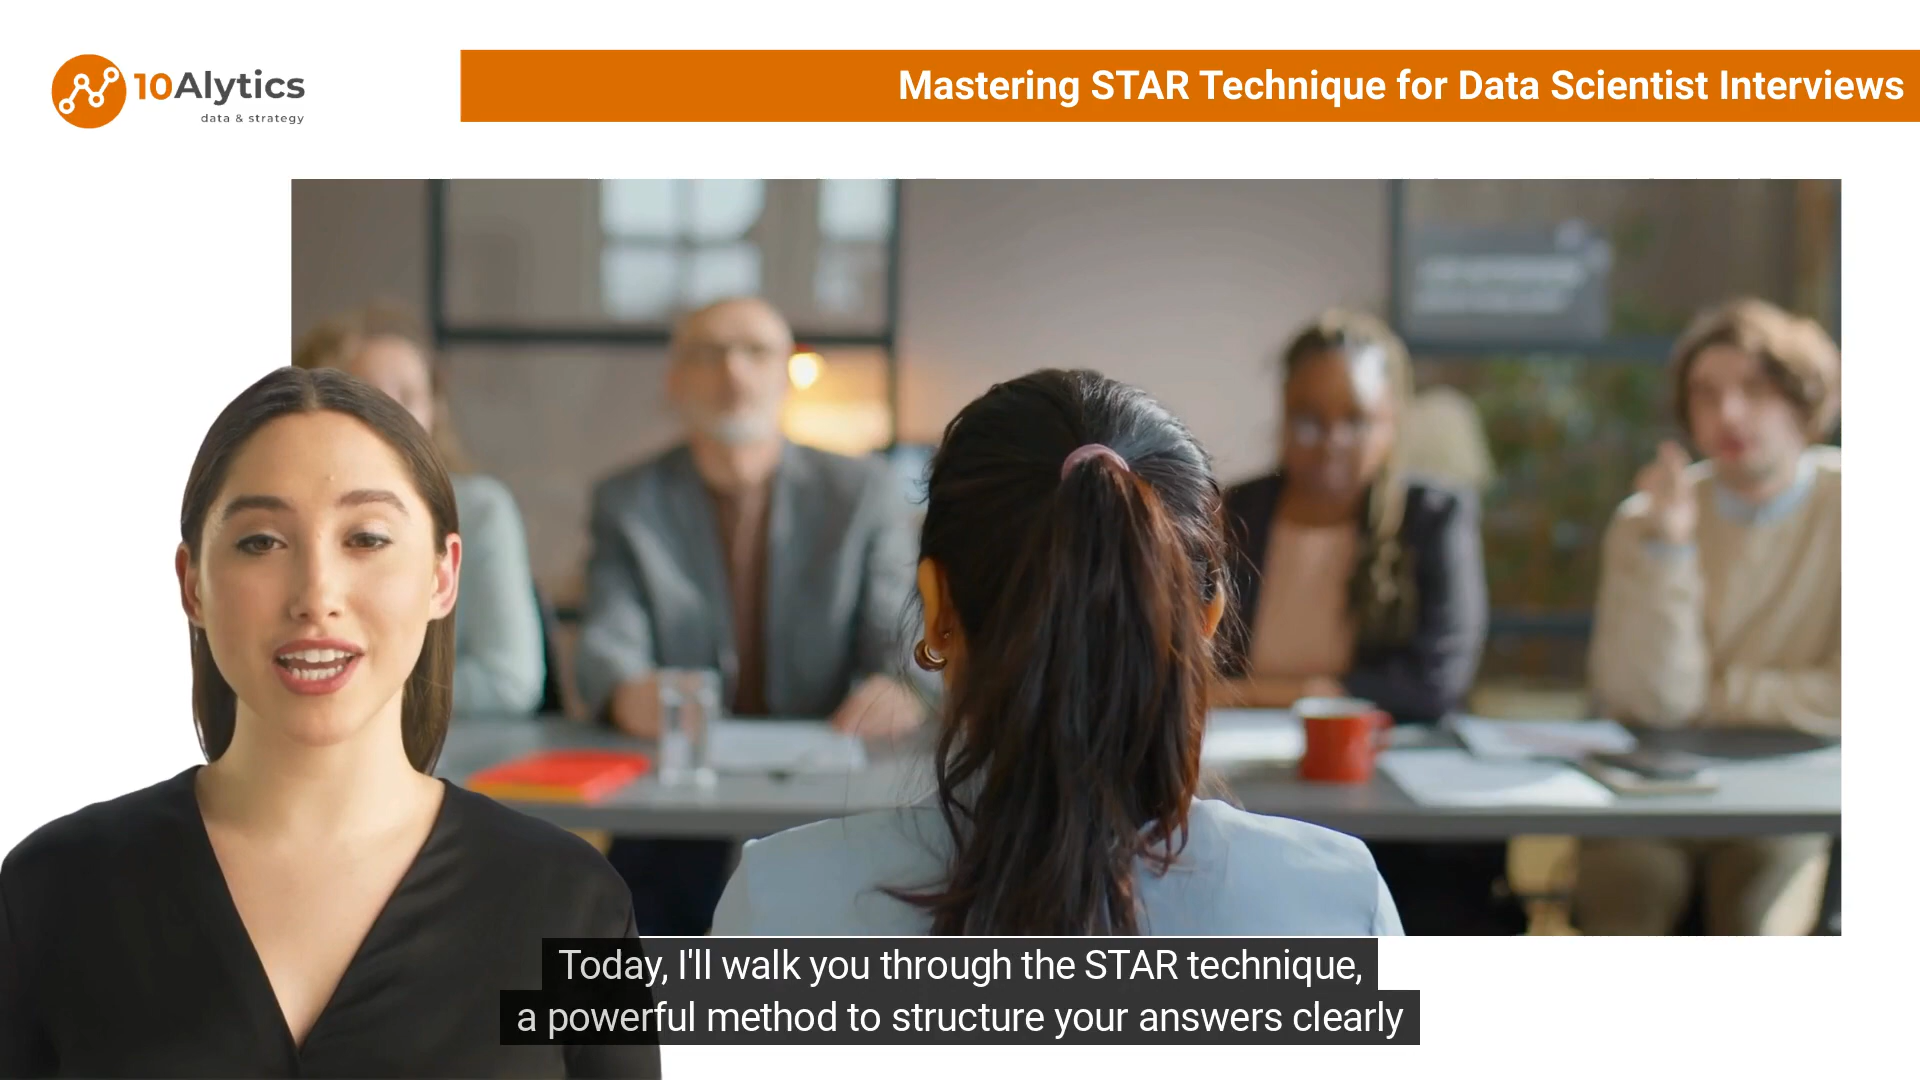 10Alytics
data & strategy
Mastering STAR Technique for Data Scientist Interviews
Today, I'll walk you through the STAR technique,
a powerful method to structure your answers clearly